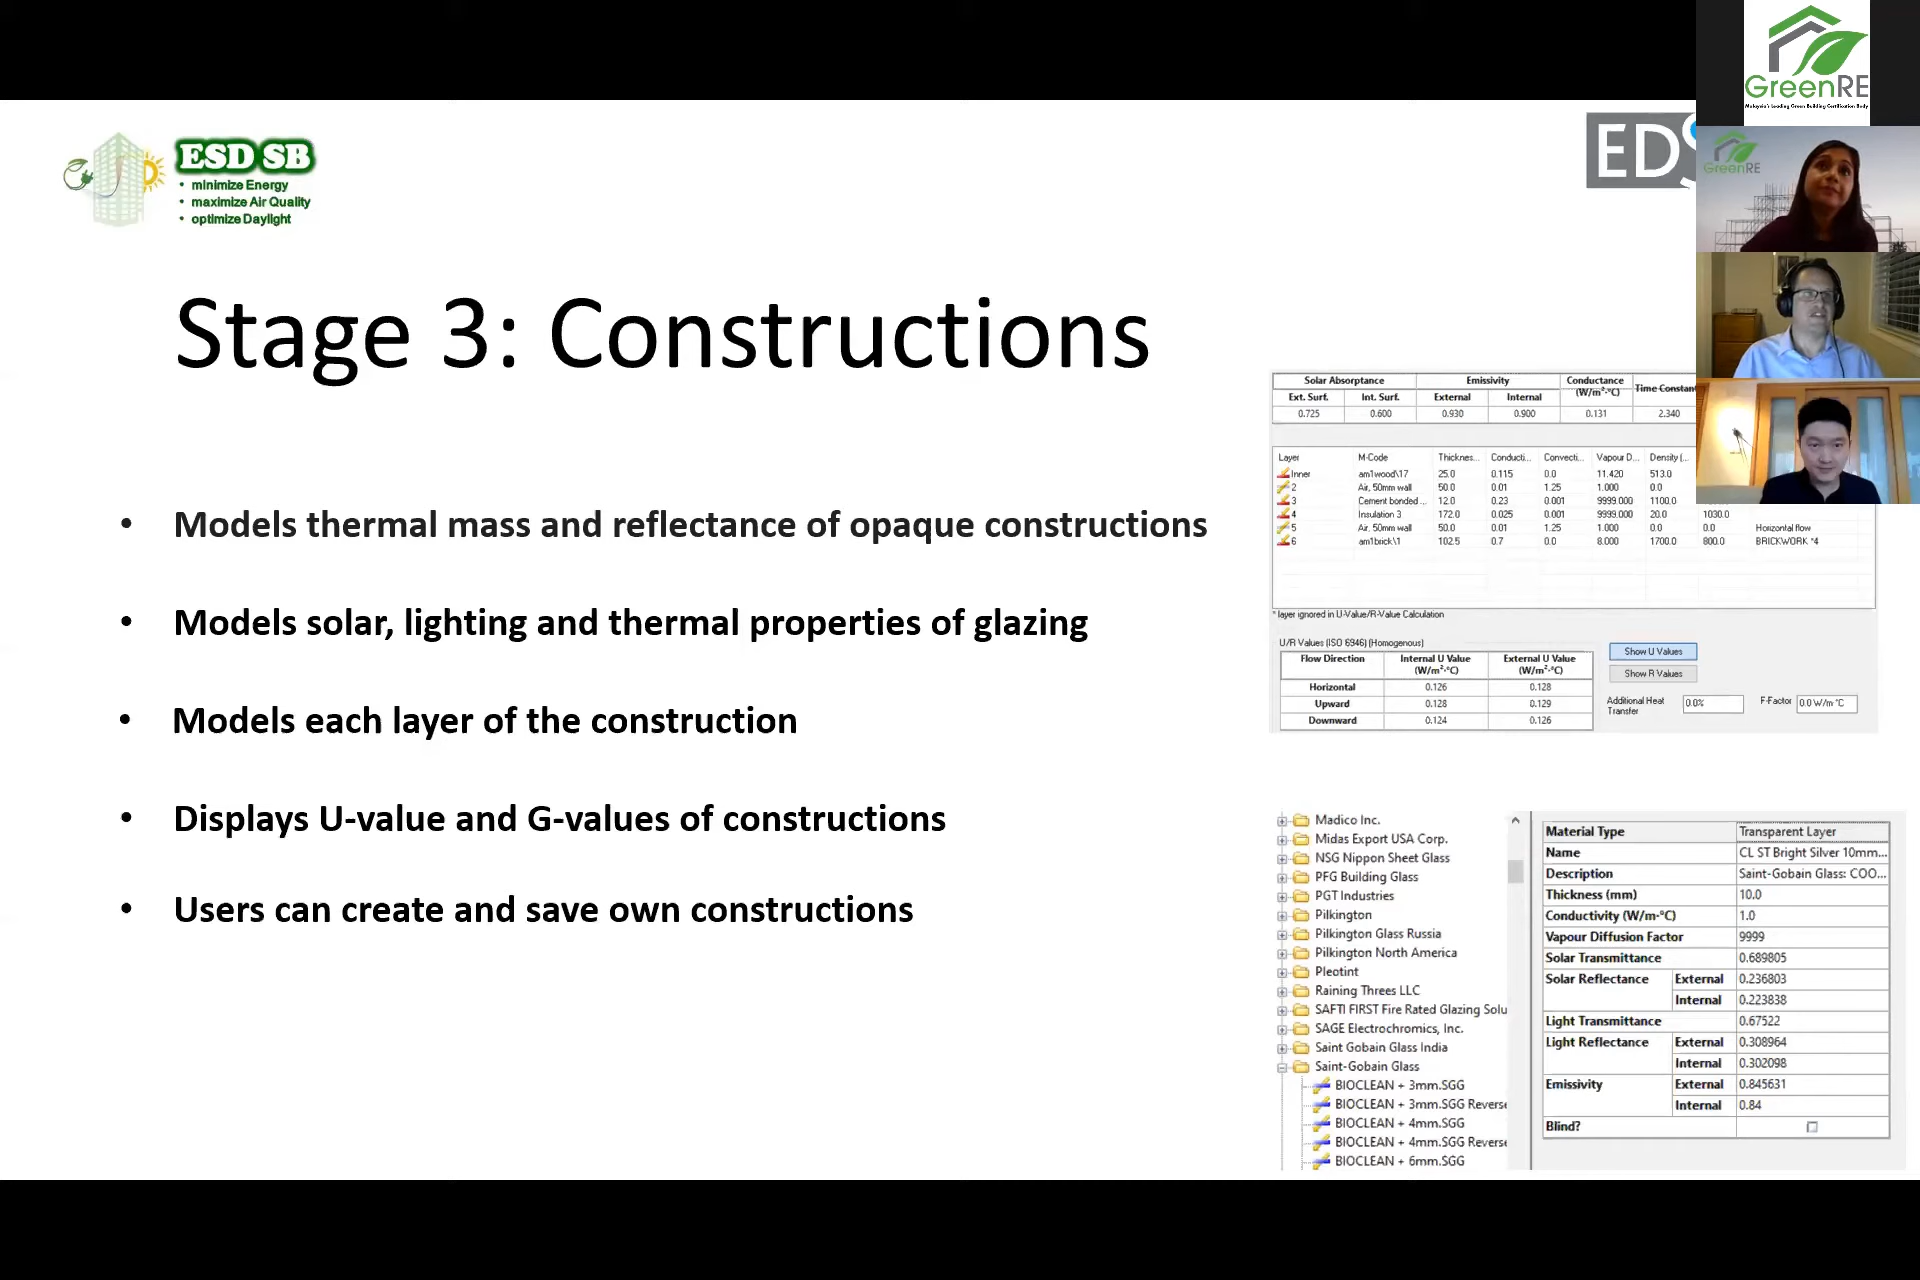 GreenRE
Malaysia's Leading Green Building Certification Body
ESD SB
• minimize Energy
• maximize Air Quality
• optimize Daylight
EDS
GreenRE
Stage 3: Constructions
• Models thermal mass and reflectance of opaque constructions
• Models solar, lighting and thermal properties of glazing
• Models each layer of the construction
• Displays U-value and G-values of constructions
• Users can create and save own constructions
Solar Absorptance Emissivity Conductance (W/m²·°C) Time Constant
Ext. Surf. Int. Surf. External Internal
0.725 0.600 0.930 0.900 0.131 2.340
Layer M-Code Thicknes... Conducti... Convecti... Vapour D... Density (...
Inner am1wood\17 25.0 0.115 0.0 11.420 513.0
2 Air, 50mm wall 50.0 0.01 1.25 1.000 0.0
3 Cement bonded ... 12.0 0.23 0.001 9999.000 1100.0
4 Insulation 3 172.0 0.025 0.001 9999.000 20.0 1030.0
5 Air, 50mm wall 50.0 0.01 1.25 1.000 0.0 0.0 Horizontal flow
6 am1brick\1 102.5 0.7 0.0 8.000 1700.0 800.0 BRICKWORK *4
* layer ignored in U-Value/R-Value Calculation
U/R Values (ISO 6946) (Homogenous)
Flow Direction Internal U Value (W/m²·°C) External U Value (W/m²·°C)
Horizontal 0.126 0.128
Upward 0.128 0.129
Downward 0.124 0.126
Show U Values
Show R Values
Additional Heat Transfer 0.0% F-Factor 0.0 W/m·°C
Madico Inc.
Midas Export USA Corp.
NSG Nippon Sheet Glass
PFG Building Glass
PGT Industries
Pilkington
Pilkington Glass Russia
Pilkington North America
Pleotint
Raining Threes LLC
SAFTI FIRST Fire Rated Glazing Solu
SAGE Electrochromics, Inc.
Saint Gobain Glass India
Saint-Gobain Glass
BIOCLEAN + 3mm.SGG
BIOCLEAN + 3mm.SGG Reverse
BIOCLEAN + 4mm.SGG
BIOCLEAN + 4mm.SGG Reverse
BIOCLEAN + 6mm.SGG
Material Type Transparent Layer
Name CL ST Bright Silver 10mm...
Description Saint-Gobain Glass: COO...
Thickness (mm) 10.0
Conductivity (W/m·°C) 1.0
Vapour Diffusion Factor 9999
Solar Transmittance 0.689805
Solar Reflectance External 0.236803
Internal 0.223838
Light Transmittance 0.67522
Light Reflectance External 0.308964
Internal 0.302098
Emissivity External 0.845631
Internal 0.84
Blind?